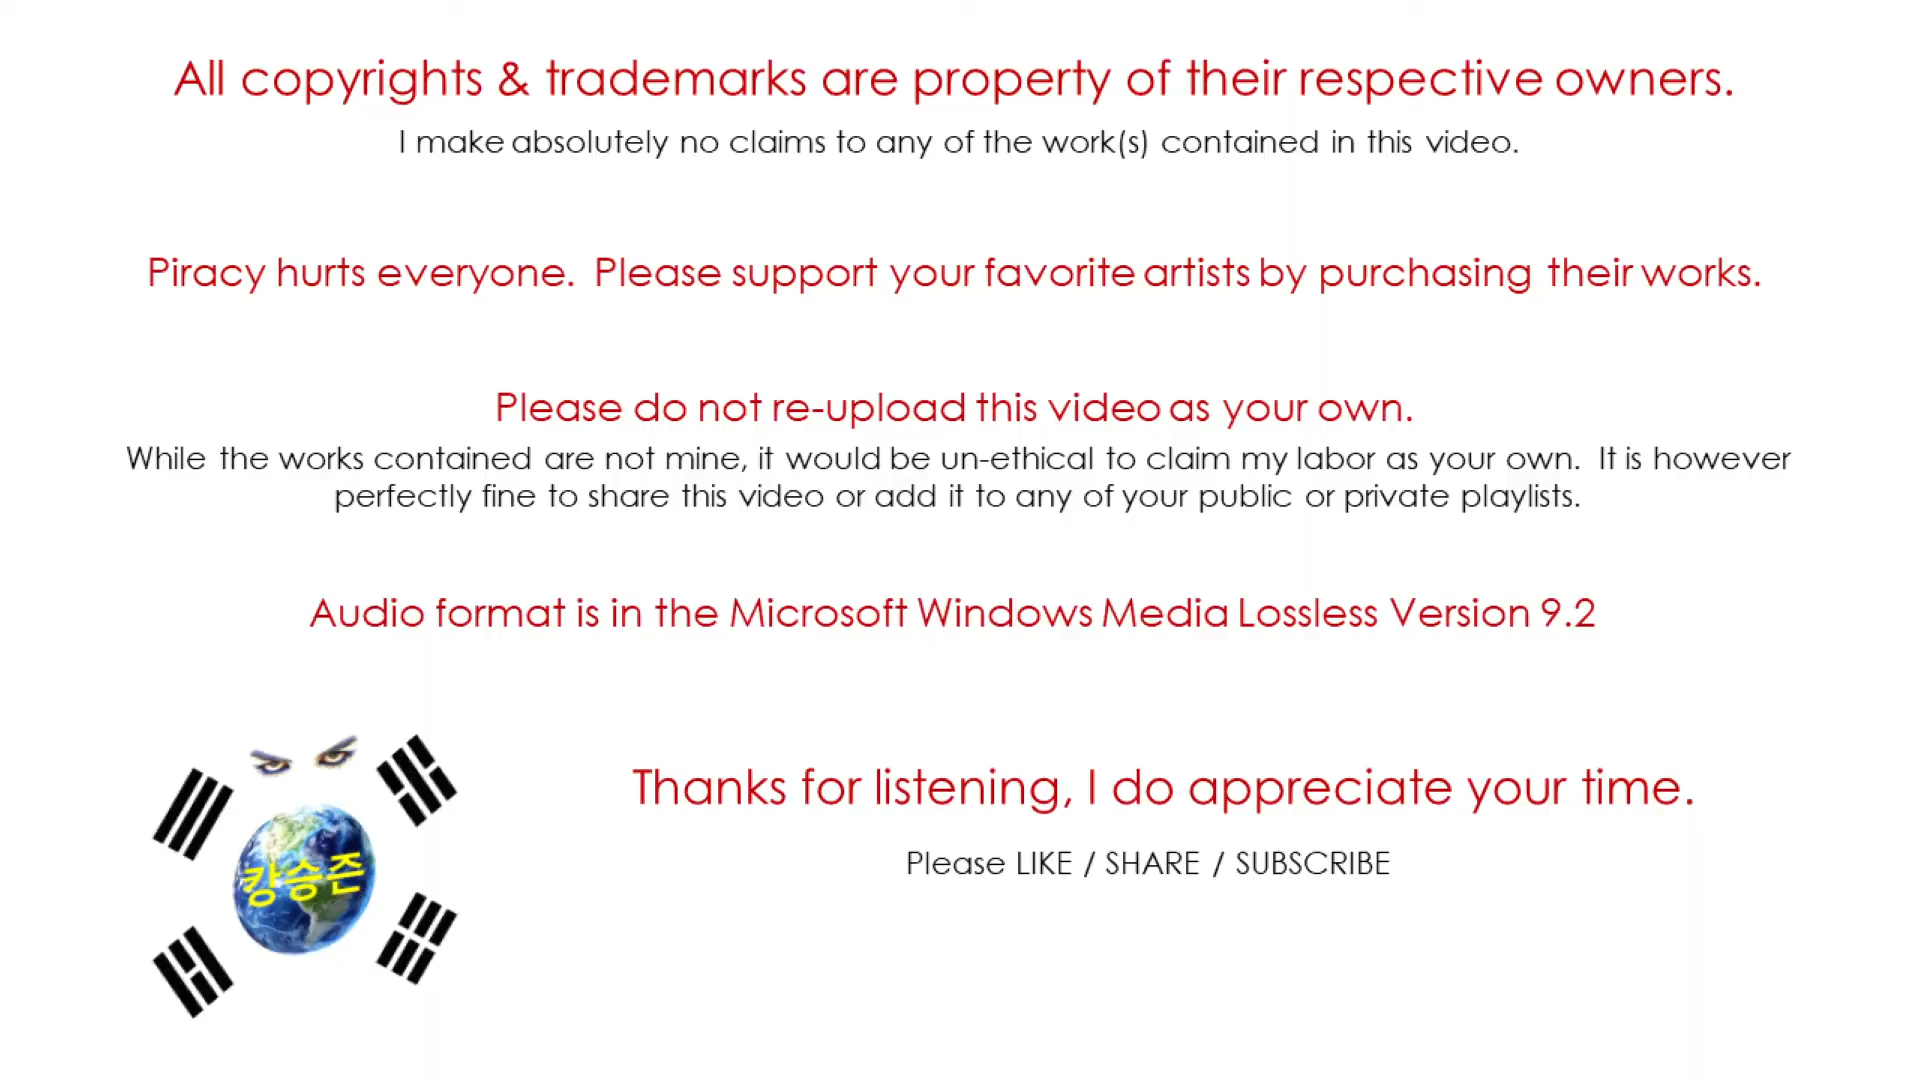 All copyrights & trademarks are property of their respective owners.
I make absolutely no claims to any of the work(s) contained in this video.
Piracy hurts everyone.  Please support your favorite artists by purchasing their works.
Please do not re-upload this video as your own.
While the works contained are not mine, it would be un-ethical to claim my labor as your own.  It is however
perfectly fine to share this video or add it to any of your public or private playlists.
Audio format is in the Microsoft Windows Media Lossless Version 9.2
Thanks for listening, I do appreciate your time.
Please LIKE / SHARE / SUBSCRIBE
캉승즌